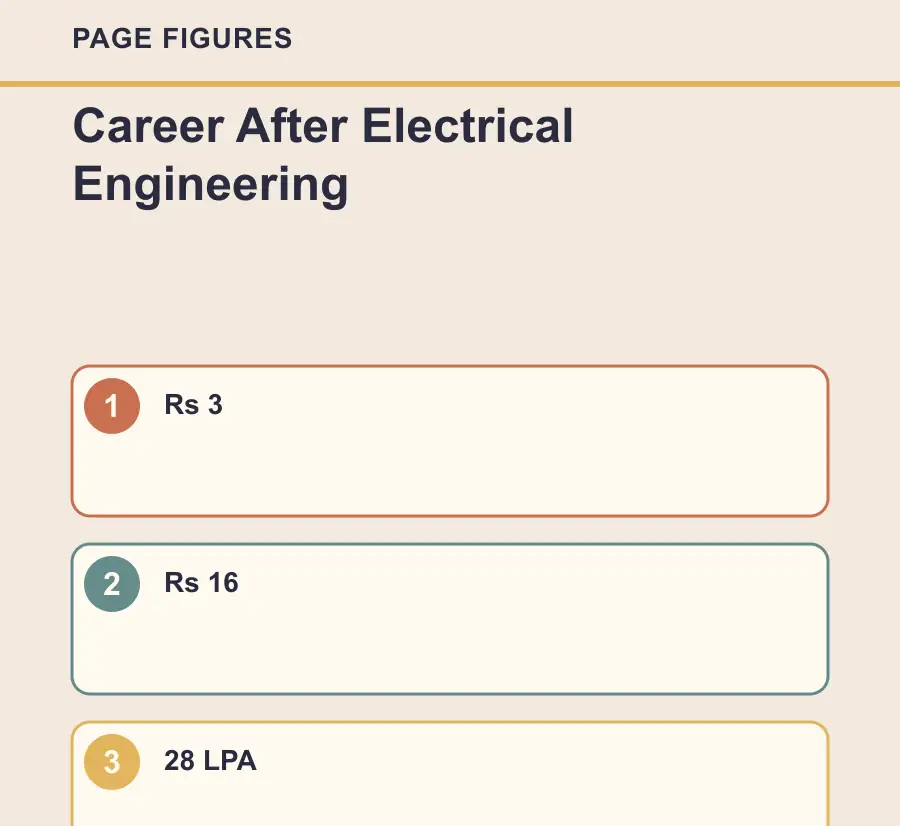 PAGE FIGURES
Career After Electrical
Engineering
1 Rs 3
2 Rs 16
3 28 LPA